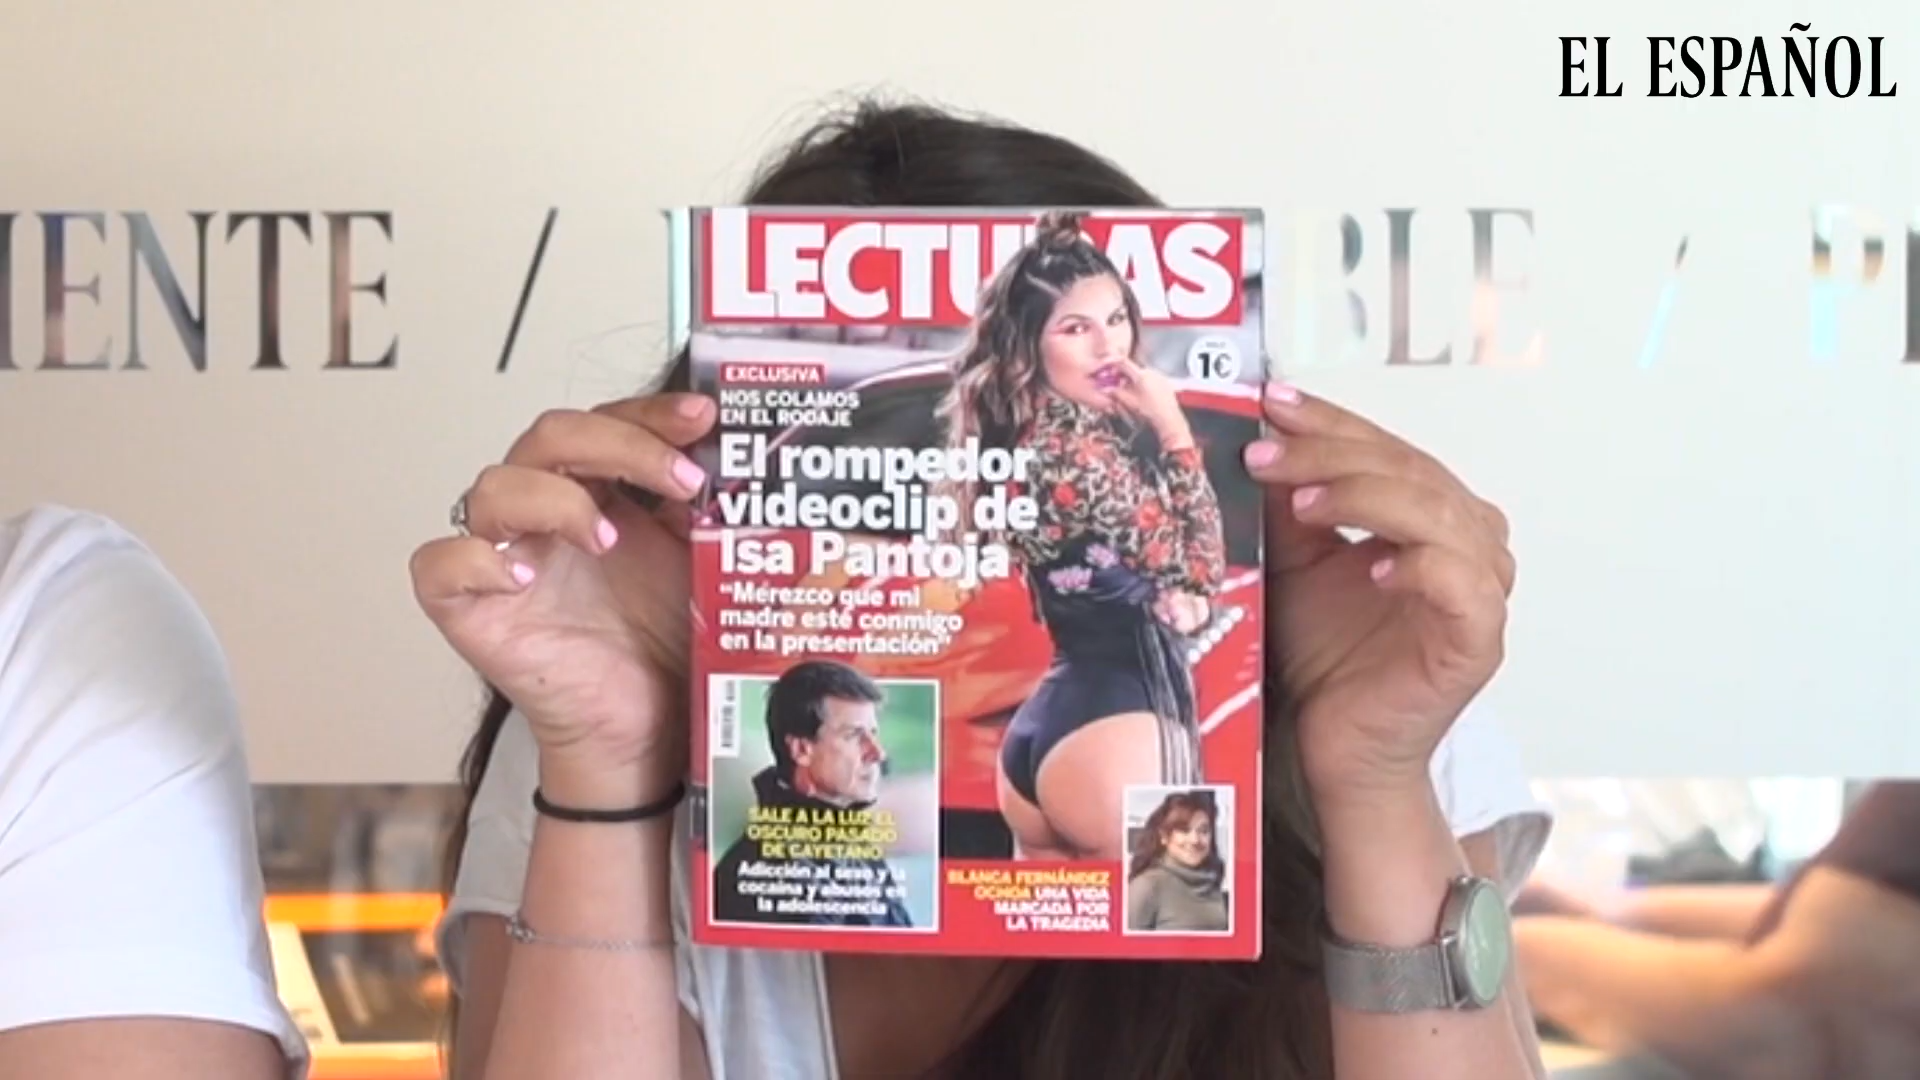 EL ESPAÑOL
IENTE / BLE / P
LECTURAS
1€
EXCLUSIVA
NOS COLAMOS
EN EL RODAJE
El rompedor
videoclip de
Isa Pantoja
“Merezco que mi
madre esté conmigo
en la presentación”
SALE A LA LUZ EL
OSCURO PASADO
DE CAYETANO
Adicción al sexo y la
cocaína y abusos en
la adolescencia
BLANCA FERNÁNDEZ
OCHOA UNA VIDA
MARCADA POR
LA TRAGEDIA